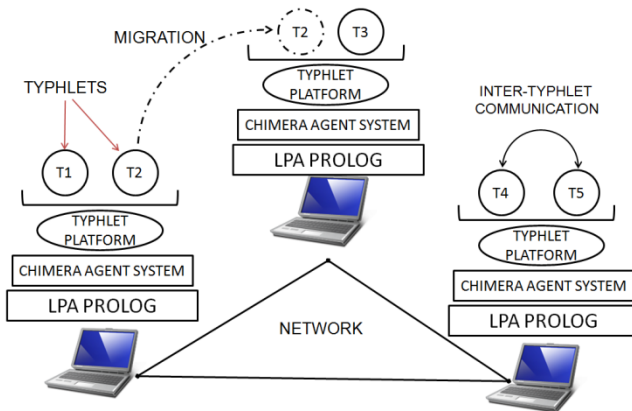 MIGRATION
T2
T3
TYPHLET
PLATFORM
CHIMERA AGENT SYSTEM
LPA PROLOG
TYPHLETS
T1
T2
TYPHLET
PLATFORM
CHIMERA AGENT SYSTEM
LPA PROLOG
INTER-TYPHLET
COMMUNICATION
T4
T5
TYPHLET
PLATFORM
CHIMERA AGENT SYSTEM
LPA PROLOG
NETWORK